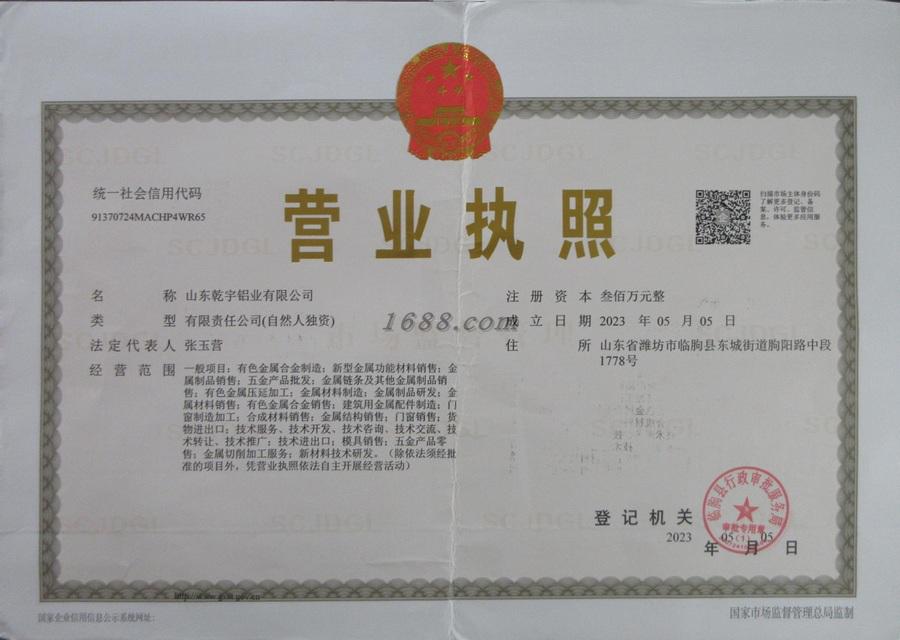 统一社会信用代码
91370724MACHP4WR65
营业执照
扫描市场主体身份码
了解更多登记、备
案、许可、监管信
息，体验更多应用服
务。
名称 山东乾宇铝业有限公司
类型 有限责任公司(自然人独资)
法定代表人 张玉营
经营范围 一般项目：有色金属合金制造；新型金属功能材料销售；金
属制品销售；五金产品批发；金属链条及其他金属制品销
售；有色金属压延加工；金属材料制造；金属制品研发；金
属材料销售；有色金属合金销售；建筑用金属配件制造；门
窗制造加工；合成材料销售；金属结构销售；门窗销售；货
物进出口；技术服务、技术开发、技术咨询、技术交流、技
术转让、技术推广；技术进出口；模具销售；五金产品零
售；金属切削加工服务；新材料技术研发。（除依法须经批
准的项目外，凭营业执照依法自主开展经营活动）
注册资本 叁佰万元整
成立日期 2023 年 05 月 05 日
住所 山东省潍坊市临朐县东城街道朐阳路中段
1778号
1688.com
SCJDGL
登记机关
临朐县行政审批服务局
审批专用章
(1)
2023 年 05 月 05 日
http://www.gsxt.gov.cn
国家企业信用信息公示系统网址:
国家市场监督管理总局监制